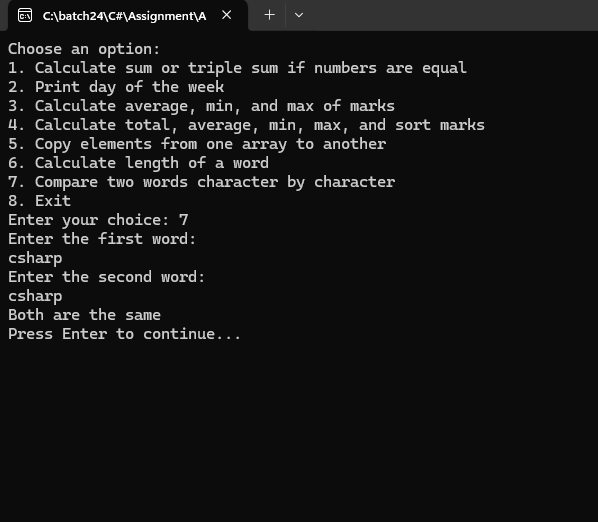 C:\batch24\C#\Assignment\A
Choose an option:
1. Calculate sum or triple sum if numbers are equal
2. Print day of the week
3. Calculate average, min, and max of marks
4. Calculate total, average, min, max, and sort marks
5. Copy elements from one array to another
6. Calculate length of a word
7. Compare two words character by character
8. Exit
Enter your choice: 7
Enter the first word:
csharp
Enter the second word:
csharp
Both are the same
Press Enter to continue...